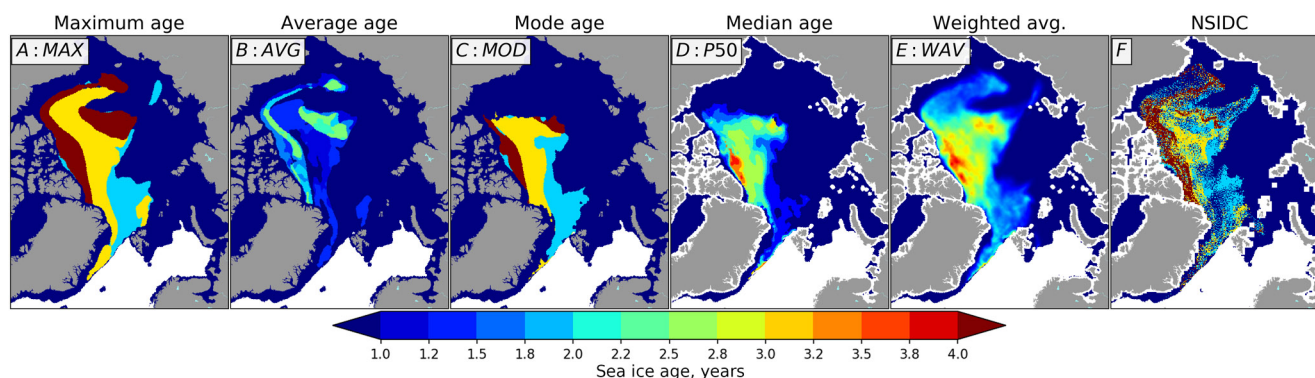 Maximum age Average age Mode age Median age Weighted avg. NSIDC
A : MAX B : AVG C : MOD D : P50 E : WAV F
1.0 1.2 1.5 1.8 2.0 2.2 2.5 2.8 3.0 3.2 3.5 3.8 4.0
Sea ice age, years